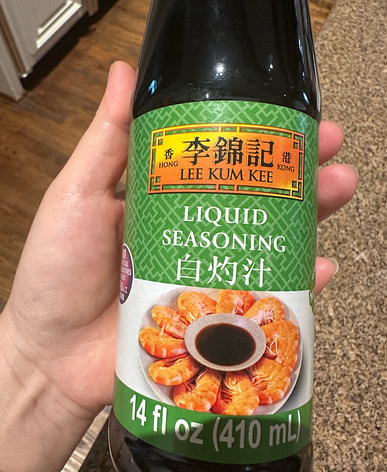 香 李錦記 港
HONG LEE KUM KEE KONG
LIQUID
SEASONING
白灼汁
14 fl oz (410 mL)